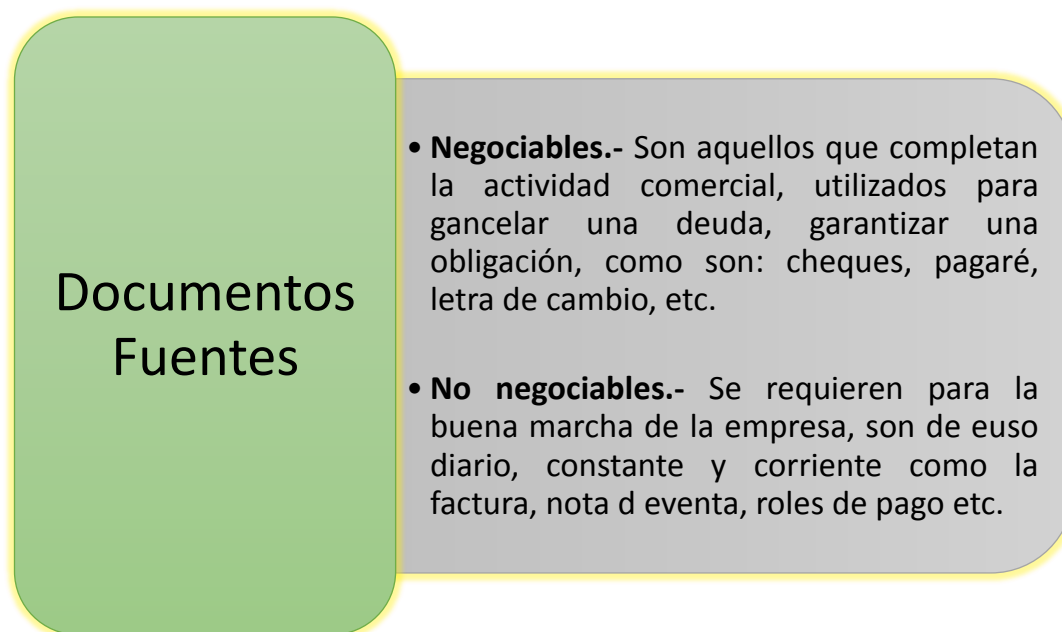 Documentos
Fuentes
• Negociables.- Son aquellos que completan
la actividad comercial, utilizados para
gancelar una deuda, garantizar una
obligación, como son: cheques, pagaré,
letra de cambio, etc.
• No negociables.- Se requieren para la
buena marcha de la empresa, son de euso
diario, constante y corriente como la
factura, nota d eventa, roles de pago etc.